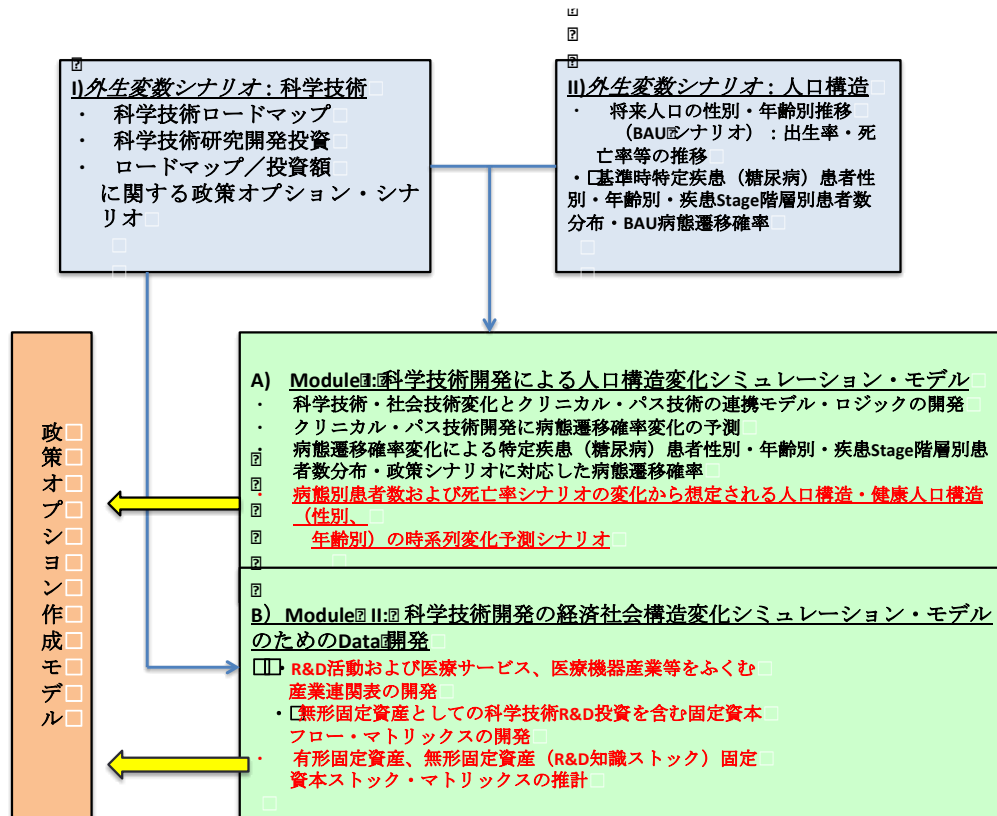 I)外生変数シナリオ:科学技術
・ 科学技術ロードマップ
・ 科学技術研究開発投資
・ ロードマップ/投資額
に関する政策オプション・シナ
リオ
II)外生変数シナリオ:人口構造
・ 将来人口の性別・年齢別推移
(BAUシナリオ):出生率・死
亡率等の推移
・基準時特定疾患(糖尿病)患者性
別・年齢別・疾患Stage階層別患者数
分布・BAU病態遷移確率
政策オプション作成モデル
A) Module I:科学技術開発による人口構造変化シミュレーション・モデル
・ 科学技術・社会技術変化とクリニカル・パス技術の連携モデル・ロジックの開発
・ クリニカル・パス技術開発に病態遷移確率変化の予測
・ 病態遷移確率変化による特定疾患(糖尿病)患者性別・年齢別・疾患Stage階層別患
者数分布・政策シナリオに対応した病態遷移確率
・ 病態別患者数および死亡率シナリオの変化から想定される人口構造・健康人口構造
(性別、
年齢別)の時系列変化予測シナリオ
B)Module II: 科学技術開発の経済社会構造変化シミュレーション・モデル
のためのData開発
・R&D活動および医療サービス、医療機器産業等をふくむ
産業連関表の開発
・無形固定資産としての科学技術R&D投資を含む固定資本
フロー・マトリックスの開発
・ 有形固定資産、無形固定資産(R&D知識ストック)固定
資本ストック・マトリックスの推計